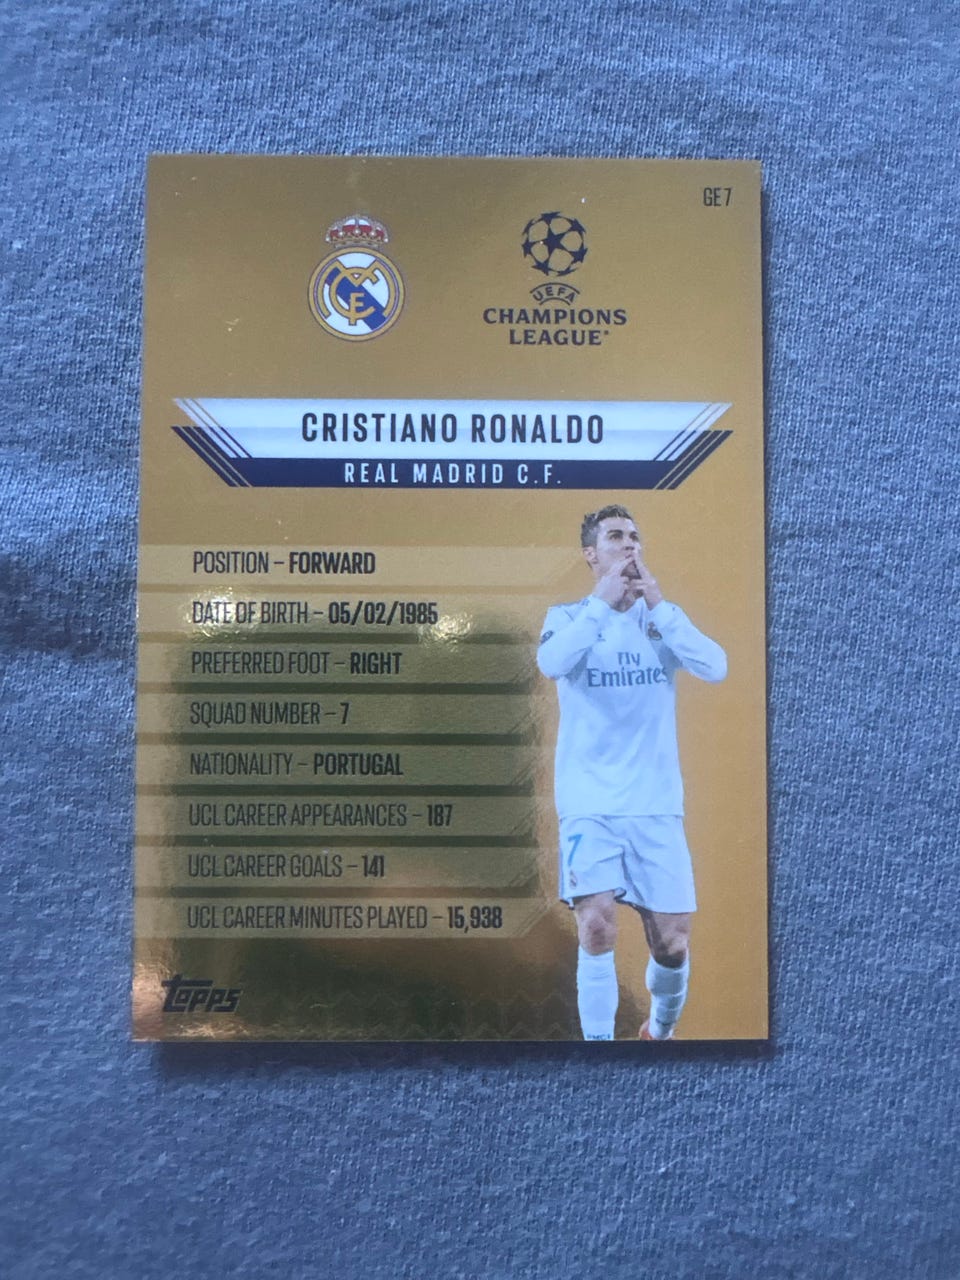 GE7
UEFA
CHAMPIONS
LEAGUE®
CRISTIANO RONALDO
REAL MADRID C.F.
POSITION – FORWARD
DATE OF BIRTH – 05/02/1985
PREFERRED FOOT – RIGHT
SQUAD NUMBER – 7
NATIONALITY – PORTUGAL
UCL CAREER APPEARANCES – 187
UCL CAREER GOALS – 141
UCL CAREER MINUTES PLAYED – 15,938
Fly
Emirates
7
Topps